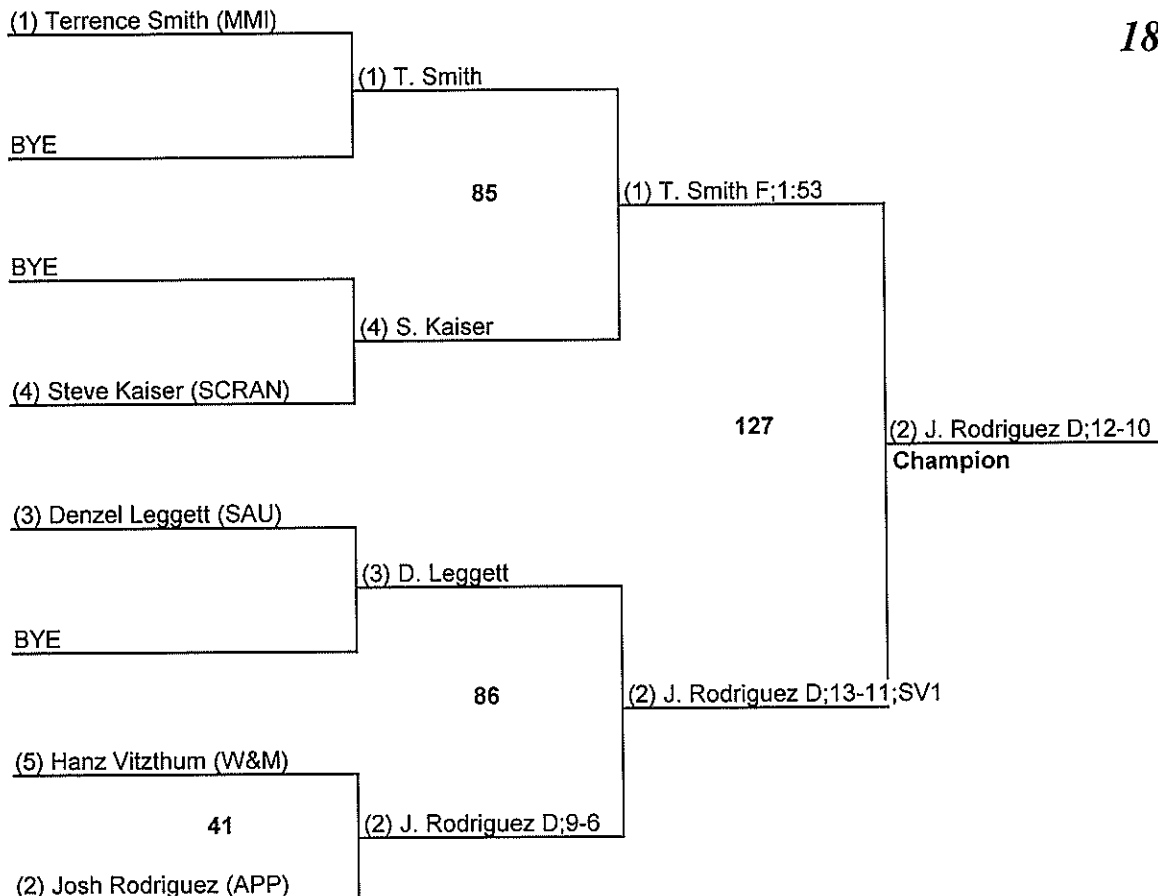 (1) Terrence Smith (MMI)
18
(1) T. Smith
BYE
85
(1) T. Smith F;1:53
BYE
(4) S. Kaiser
(4) Steve Kaiser (SCRAN)
127
(2) J. Rodriguez D;12-10
Champion
(3) Denzel Leggett (SAU)
(3) D. Leggett
BYE
86
(2) J. Rodriguez D;13-11;SV1
(5) Hanz Vitzthum (W&M)
41
(2) J. Rodriguez D;9-6
(2) Josh Rodriguez (APP)